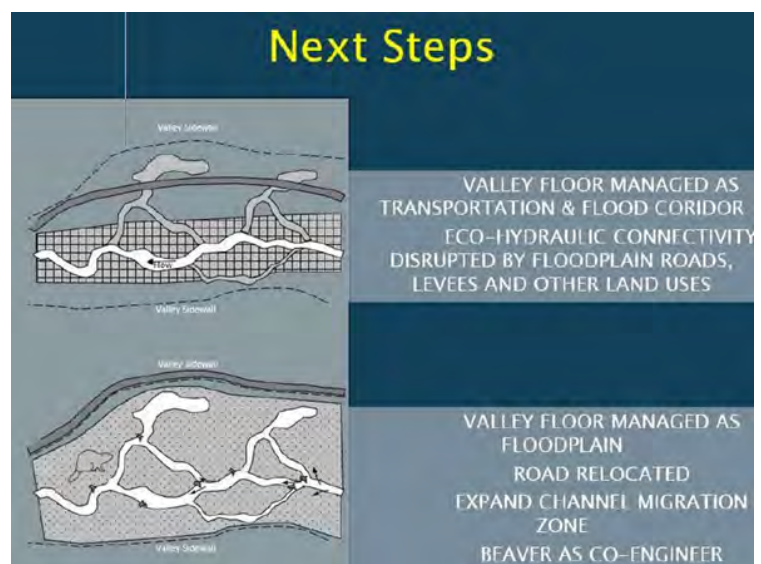 Next Steps
Valley Sidewall
VALLEY FLOOR MANAGED AS
TRANSPORTATION & FLOOD CORIDOR
ECO-HYDRAULIC CONNECTIVITY
DISRUPTED BY FLOODPLAIN ROADS,
LEVEES AND OTHER LAND USES
Flow
Valley Sidewall
Valley Sidewall
VALLEY FLOOR MANAGED AS
FLOODPLAIN
ROAD RELOCATED
EXPAND CHANNEL MIGRATION
ZONE
BEAVER AS CO-ENGINEER
Valley Sidewall